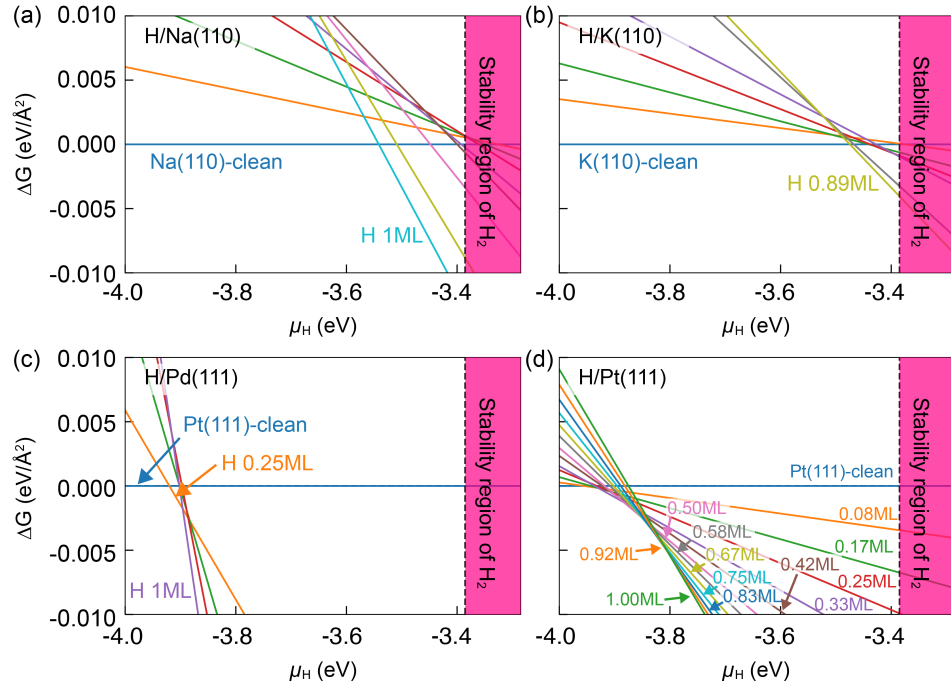 (a)
H/Na(110)
Na(110)-clean
H 1ML
Stability region of H₂
0.010
0.005
0.000
-0.005
-0.010
ΔG (eV/Å²)
-4.0 -3.8 -3.6 -3.4
μH (eV)
(b)
H/K(110)
K(110)-clean
H 0.89ML
Stability region of H₂
-4.0 -3.8 -3.6 -3.4
μH (eV)
(c)
H/Pd(111)
Pt(111)-clean
H 0.25ML
H 1ML
Stability region of H₂
0.010
0.005
0.000
-0.005
-0.010
ΔG (eV/Å²)
-4.0 -3.8 -3.6 -3.4
μH (eV)
(d)
H/Pt(111)
Pt(111)-clean
0.08ML
0.50ML
0.17ML
0.58ML
0.92ML
0.67ML
0.42ML
0.25ML
0.75ML
0.83ML
0.33ML
1.00ML
Stability region of H₂
-4.0 -3.8 -3.6 -3.4
μH (eV)